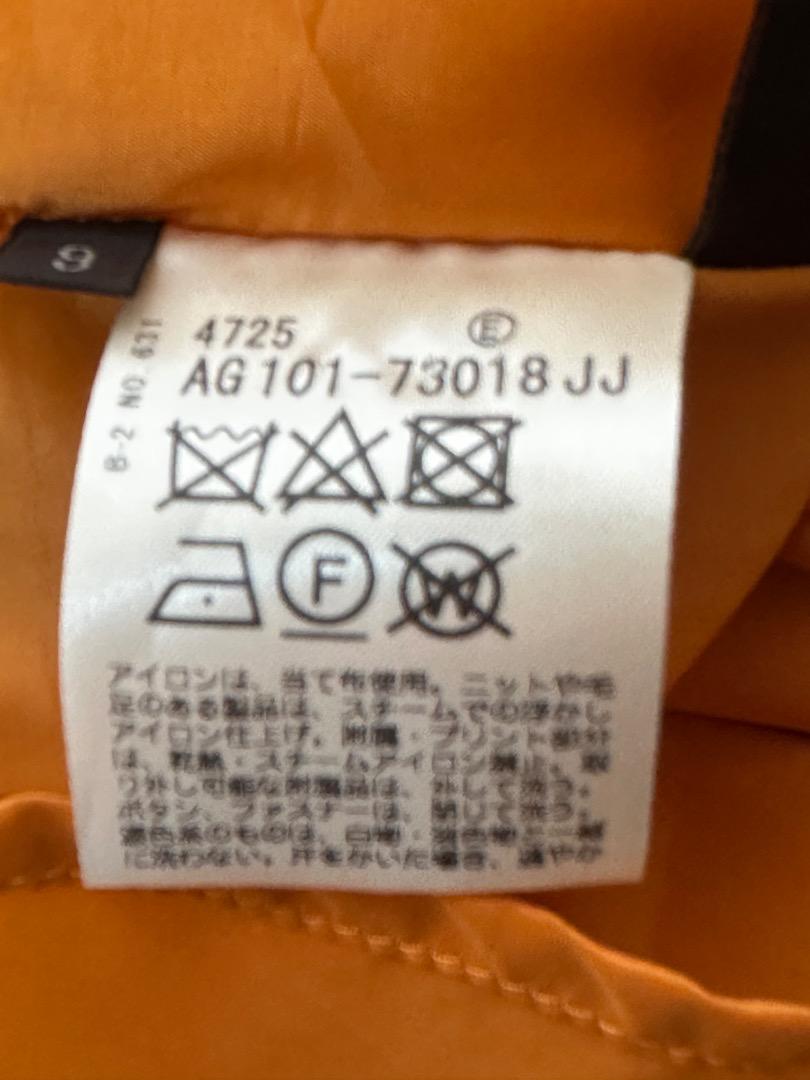 9
B-2 NO.631
4725 Ⓔ
AG101-73018JJ
F W
アイロンは、当て布使用。ニットや毛
足のある製品は、スチームでの浮かし
アイロン仕上げ。附属・プリント部分
は、乾熱・スチームアイロン禁止。取
り外し可能な附属品は、外して洗う。
ボタン、ファスナーは、閉じて洗う。
濃色系のものは、白物・淡色物と一緒
に洗わない。汗をかいた場合、速やか